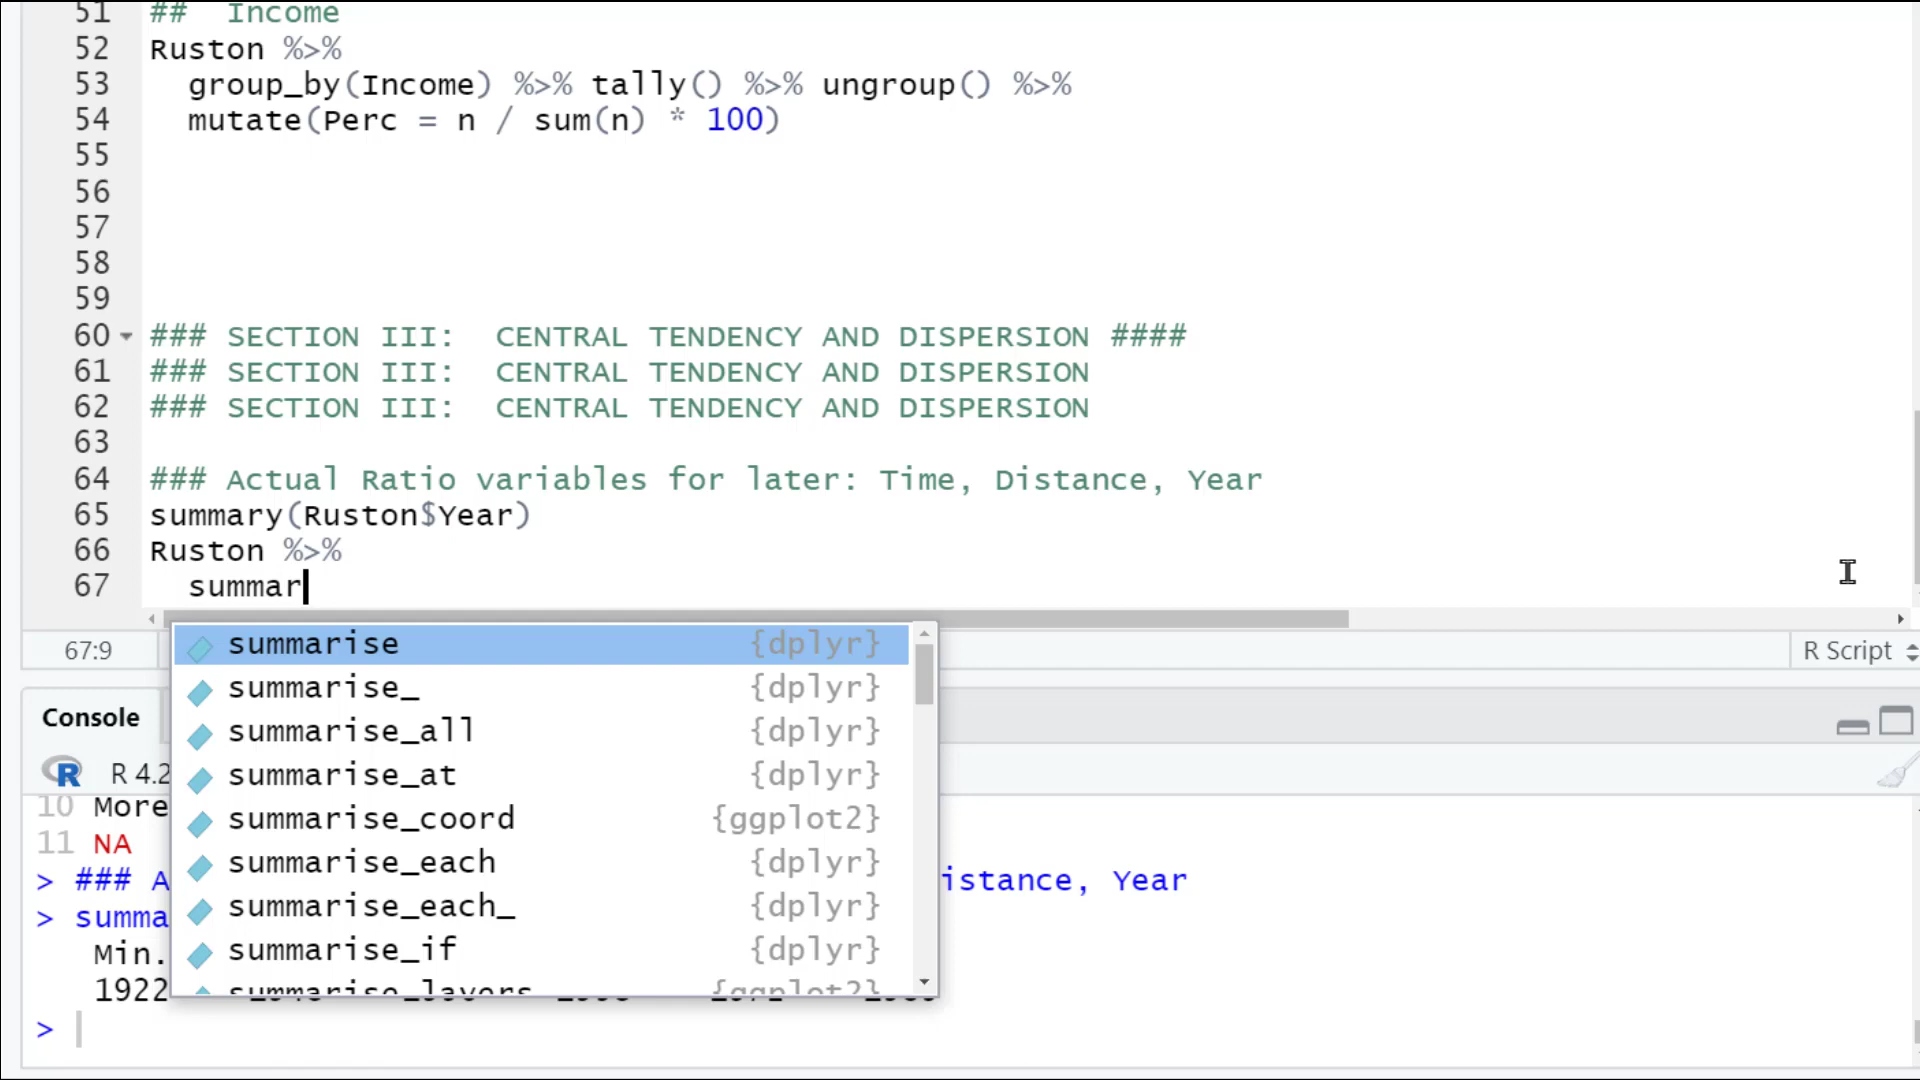 51 ## Income
52 Ruston %>%
53 group_by(Income) %>% tally() %>% ungroup() %>%
54 mutate(Perc = n / sum(n) * 100)
55
56
57
58
59
60 ### SECTION III: CENTRAL TENDENCY AND DISPERSION ####
61 ### SECTION III: CENTRAL TENDENCY AND DISPERSION
62 ### SECTION III: CENTRAL TENDENCY AND DISPERSION
63
64 ### Actual Ratio variables for later: Time, Distance, Year
65 summary(Ruston$Year)
66 Ruston %>%
67 summar
67:9 R Script
summarise {dplyr}
summarise_ {dplyr}
summarise_all {dplyr}
summarise_at {dplyr}
summarise_coord {ggplot2}
summarise_each {dplyr}
summarise_each_ {dplyr}
summarise_if {dplyr}
summarise_layers {ggplot2}
Console
R 4.2
10 More
11 NA
> ### A istance, Year
> summa
Min.
1922
>